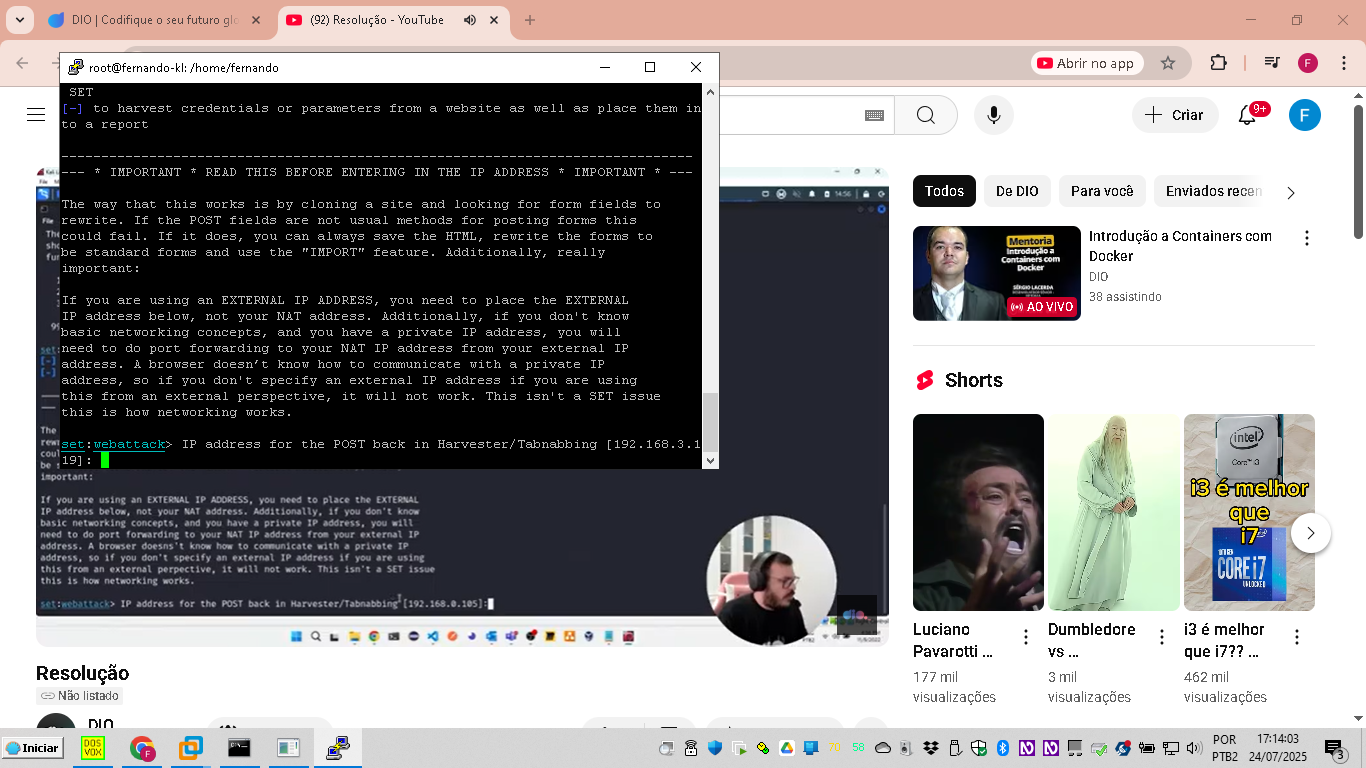 DIO | Codifique o seu futuro glo
(92) Resolução - YouTube
root@fernando-kl: /home/fernando
Abrir no app
F
SET
[-] to harvest credentials or parameters from a website as well as place them in
to a report
-------------------------------------------------------------------------------
--- * IMPORTANT * READ THIS BEFORE ENTERING IN THE IP ADDRESS * IMPORTANT * ---
The way that this works is by cloning a site and looking for form fields to
rewrite. If the POST fields are not usual methods for posting forms this
could fail. If it does, you can always save the HTML, rewrite the forms to
be standard forms and use the "IMPORT" feature. Additionally, really
important:
If you are using an EXTERNAL IP ADDRESS, you need to place the EXTERNAL
IP address below, not your NAT address. Additionally, if you don't know
basic networking concepts, and you have a private IP address, you will
need to do port forwarding to your NAT IP address from your external IP
address. A browser doesn't know how to communicate with a private IP
address, so if you don't specify an external IP address if you are using
this from an external perspective, it will not work. This isn't a SET issue
this is how networking works.
set:webattack> IP address for the POST back in Harvester/Tabnabbing [192.168.3.1
19]:
important:
If you are using an EXTERNAL IP ADDRESS, you need to place the EXTERNAL
IP address below, not your NAT address. Additionally, if you don't know
basic networking concepts, and you have a private IP address, you will
need to do port forwarding to your NAT IP address from your external IP
address. A browser doesns't know how to communicate with a private IP
address, so if you don't specify an external IP address if you are using
this from an external perpective, it will not work. This isn't a SET issue
this is how networking works.
set:webattack> IP address for the POST back in Harvester/Tabnabbing [192.168.0.105]:
14:56
Criar
9+
F
Todos
De DIO
Para você
Enviados recen
Mentoria
Introdução a
Containers com
Docker
SÉRGIO LACERDA
AO VIVO
Introdução a Containers com
Docker
DIO
38 assistindo
Shorts
intel
Core™ i3
i3 é melhor
que
i7
CORE i7
Luciano
Pavarotti ...
177 mil
visualizações
Dumbledore
vs ...
3 mil
visualizações
i3 é melhor
que i7??? ...
462 mil
visualizações
Resolução
Não listado
DIO
Iniciar
DOS
VOX
F
58
POR
PTB2
17:14:03
24/07/2025
3